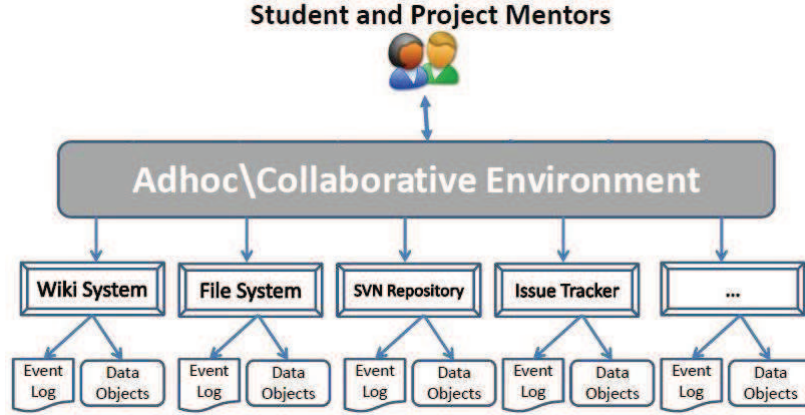 Student and Project Mentors
Adhoc\Collaborative Environment
Wiki System
File System
SVN Repository
Issue Tracker
...
Event
Log
Data
Objects
Event
Log
Data
Objects
Event
Log
Data
Objects
Event
Log
Data
Objects
Event
Log
Data
Objects